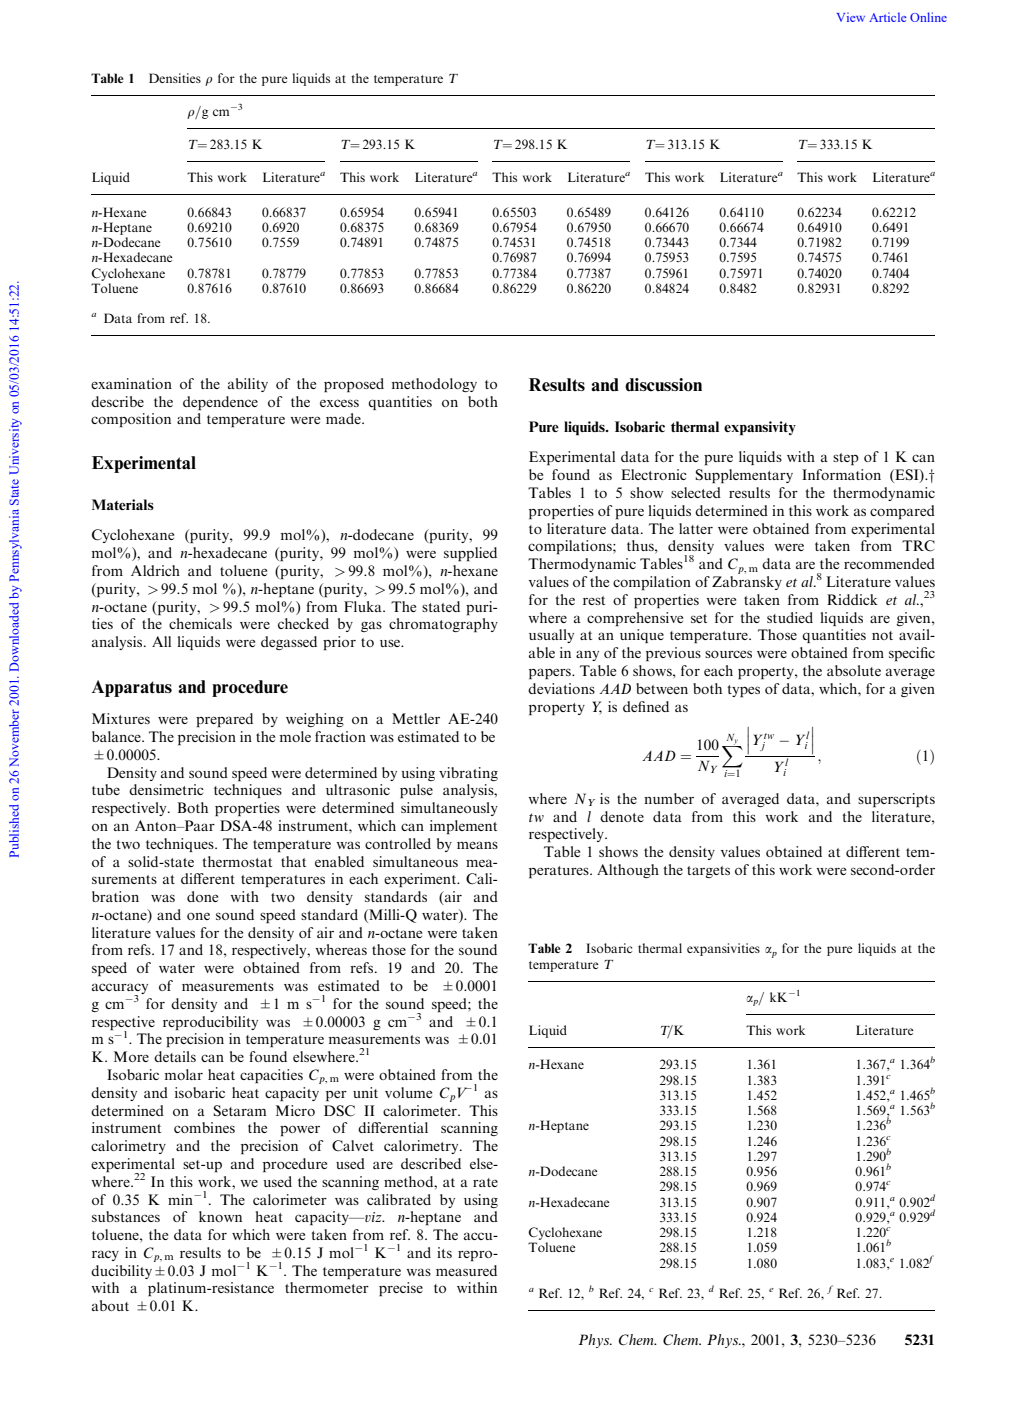 View Article Online
Published on 26 November 2001. Downloaded by Pennsylvania State University on 05/03/2016 14:51:22.
Table 1 Densities ρ for the pure liquids at the temperature T
ρ/g cm−3
T=283.15 K T=293.15 K T=298.15 K T=313.15 K T=333.15 K
Liquid This work Literaturea This work Literaturea This work Literaturea This work Literaturea This work Literaturea
n-Hexane 0.66843 0.66837 0.65954 0.65941 0.65503 0.65489 0.64126 0.64110 0.62234 0.62212
n-Heptane 0.69210 0.6920 0.68375 0.68369 0.67954 0.67950 0.66670 0.66674 0.64910 0.6491
n-Dodecane 0.75610 0.7559 0.74891 0.74875 0.74531 0.74518 0.73443 0.7344 0.71982 0.7199
n-Hexadecane 0.76987 0.76994 0.75953 0.7595 0.74575 0.7461
Cyclohexane 0.78781 0.78779 0.77853 0.77853 0.77384 0.77387 0.75961 0.75971 0.74020 0.7404
Toluene 0.87616 0.87610 0.86693 0.86684 0.86229 0.86220 0.84824 0.8482 0.82931 0.8292
a Data from ref. 18.
examination of the ability of the proposed methodology to
describe the dependence of the excess quantities on both
composition and temperature were made.
Experimental
Materials
Cyclohexane (purity, 99.9 mol%), n-dodecane (purity, 99
mol%), and n-hexadecane (purity, 99 mol%) were supplied
from Aldrich and toluene (purity, >99.8 mol%), n-hexane
(purity, >99.5 mol %), n-heptane (purity, >99.5 mol%), and
n-octane (purity, >99.5 mol%) from Fluka. The stated puri-
ties of the chemicals were checked by gas chromatography
analysis. All liquids were degassed prior to use.
Apparatus and procedure
Mixtures were prepared by weighing on a Mettler AE-240
balance. The precision in the mole fraction was estimated to be
±0.00005.
Density and sound speed were determined by using vibrating
tube densimetric techniques and ultrasonic pulse analysis,
respectively. Both properties were determined simultaneously
on an Anton–Paar DSA-48 instrument, which can implement
the two techniques. The temperature was controlled by means
of a solid-state thermostat that enabled simultaneous mea-
surements at different temperatures in each experiment. Cali-
bration was done with two density standards (air and
n-octane) and one sound speed standard (Milli-Q water). The
literature values for the density of air and n-octane were taken
from refs. 17 and 18, respectively, whereas those for the sound
speed of water were obtained from refs. 19 and 20. The
accuracy of measurements was estimated to be ±0.0001
g cm−3 for density and ±1 m s−1 for the sound speed; the
respective reproducibility was ±0.00003 g cm−3 and ±0.1
m s−1. The precision in temperature measurements was ±0.01
K. More details can be found elsewhere.21
Isobaric molar heat capacities Cp,m were obtained from the
density and isobaric heat capacity per unit volume CpV−1 as
determined on a Setaram Micro DSC II calorimeter. This
instrument combines the power of differential scanning
calorimetry and the precision of Calvet calorimetry. The
experimental set-up and procedure used are described else-
where.22 In this work, we used the scanning method, at a rate
of 0.35 K min−1. The calorimeter was calibrated by using
substances of known heat capacity—viz. n-heptane and
toluene, the data for which were taken from ref. 8. The accu-
racy in Cp,m results to be ±0.15 J mol−1 K−1 and its repro-
ducibility ±0.03 J mol−1 K−1. The temperature was measured
with a platinum-resistance thermometer precise to within
about ±0.01 K.
Results and discussion
Pure liquids. Isobaric thermal expansivity
Experimental data for the pure liquids with a step of 1 K can
be found as Electronic Supplementary Information (ESI).†
Tables 1 to 5 show selected results for the thermodynamic
properties of pure liquids determined in this work as compared
to literature data. The latter were obtained from experimental
compilations; thus, density values were taken from TRC
Thermodynamic Tables18 and Cp,m data are the recommended
values of the compilation of Zabransky et al.8 Literature values
for the rest of properties were taken from Riddick et al.,23
where a comprehensive set for the studied liquids are given,
usually at an unique temperature. Those quantities not avail-
able in any of the previous sources were obtained from specific
papers. Table 6 shows, for each property, the absolute average
deviations AAD between both types of data, which, for a given
property Y, is defined as
AAD = 100/NY ∑i=1Ny |Yjtw − Yil| / Yil, (1)
where NY is the number of averaged data, and superscripts
tw and l denote data from this work and the literature,
respectively.
Table 1 shows the density values obtained at different tem-
peratures. Although the targets of this work were second-order
Table 2 Isobaric thermal expansivities αp for the pure liquids at the
temperature T
αp/ kK−1
Liquid T/K This work Literature
n-Hexane 293.15 1.361 1.367,a 1.364b
298.15 1.383 1.391c
313.15 1.452 1.452,a 1.465b
333.15 1.568 1.569,a 1.563b
n-Heptane 293.15 1.230 1.236b
298.15 1.246 1.236c
313.15 1.297 1.290b
n-Dodecane 288.15 0.956 0.961b
298.15 0.969 0.974c
n-Hexadecane 313.15 0.907 0.911,a 0.902d
333.15 0.924 0.929,a 0.929d
Cyclohexane 298.15 1.218 1.220c
Toluene 288.15 1.059 1.061b
298.15 1.080 1.083,e 1.082f
a Ref. 12, b Ref. 24, c Ref. 23, d Ref. 25, e Ref. 26, f Ref. 27.
Phys. Chem. Chem. Phys., 2001, 3, 5230–5236 5231